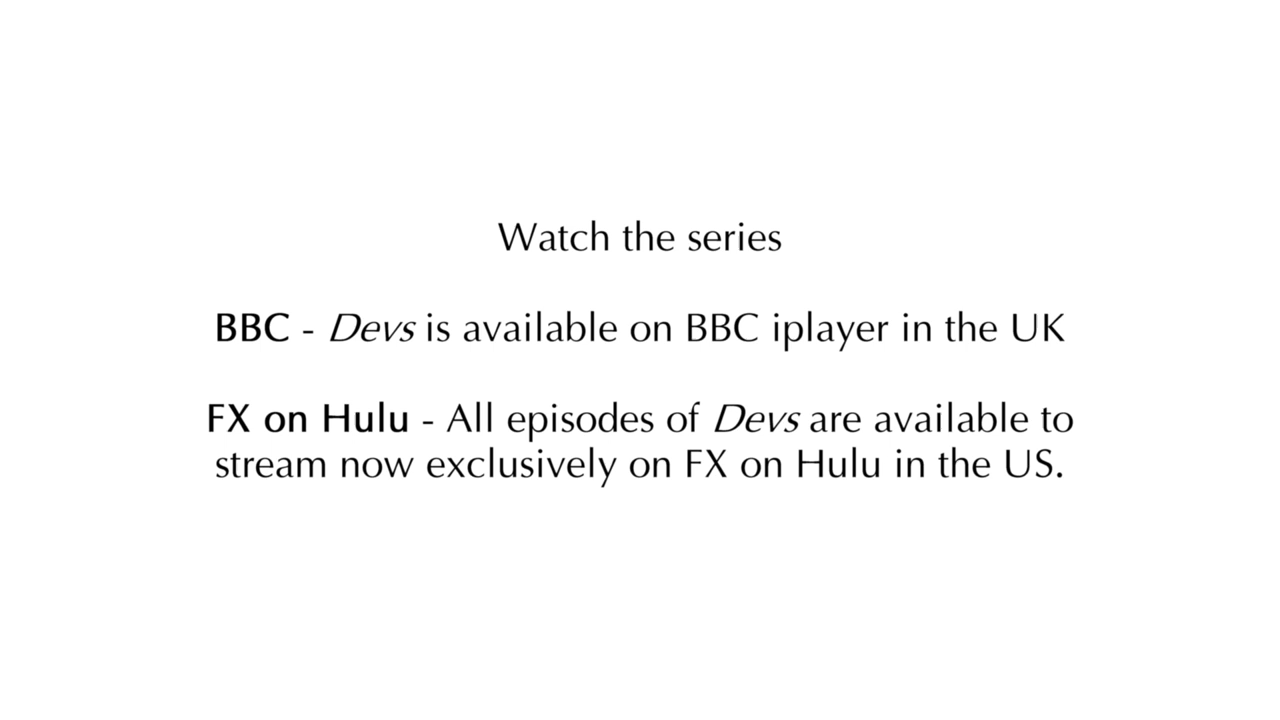 Watch the series
BBC - Devs is available on BBC iplayer in the UK
FX on Hulu - All episodes of Devs are available to
stream now exclusively on FX on Hulu in the US.